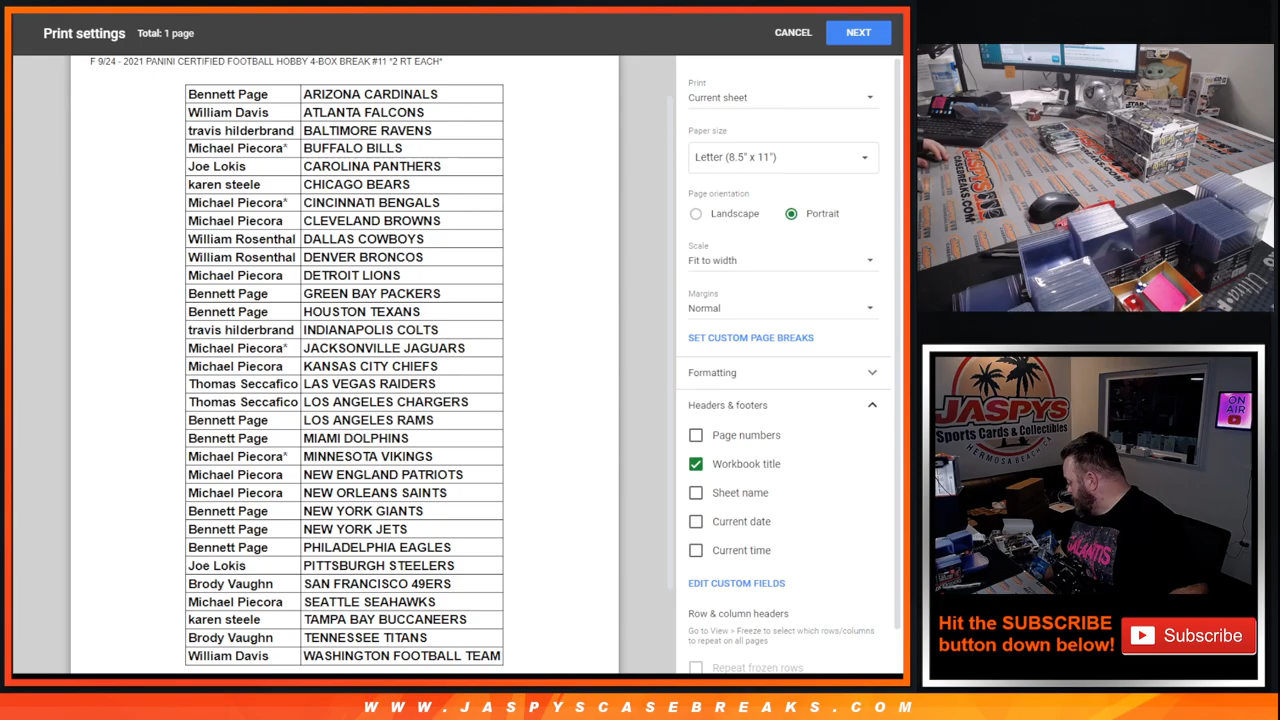 Print settings Total: 1 page CANCEL NEXT
F 9/24 - 2021 PANINI CERTIFIED FOOTBALL HOBBY 4-BOX BREAK #11 *2 RT EACH*
Bennett Page ARIZONA CARDINALS
William Davis ATLANTA FALCONS
travis hilderbrand BALTIMORE RAVENS
Michael Piecora* BUFFALO BILLS
Joe Lokis CAROLINA PANTHERS
karen steele CHICAGO BEARS
Michael Piecora* CINCINNATI BENGALS
Michael Piecora CLEVELAND BROWNS
William Rosenthal DALLAS COWBOYS
William Rosenthal DENVER BRONCOS
Michael Piecora DETROIT LIONS
Bennett Page GREEN BAY PACKERS
Bennett Page HOUSTON TEXANS
travis hilderbrand INDIANAPOLIS COLTS
Michael Piecora* JACKSONVILLE JAGUARS
Michael Piecora KANSAS CITY CHIEFS
Thomas Seccafico LAS VEGAS RAIDERS
Thomas Seccafico LOS ANGELES CHARGERS
Bennett Page LOS ANGELES RAMS
Bennett Page MIAMI DOLPHINS
Michael Piecora* MINNESOTA VIKINGS
Michael Piecora NEW ENGLAND PATRIOTS
Michael Piecora NEW ORLEANS SAINTS
Bennett Page NEW YORK GIANTS
Bennett Page NEW YORK JETS
Bennett Page PHILADELPHIA EAGLES
Joe Lokis PITTSBURGH STEELERS
Brody Vaughn SAN FRANCISCO 49ERS
Michael Piecora SEATTLE SEAHAWKS
karen steele TAMPA BAY BUCCANEERS
Brody Vaughn TENNESSEE TITANS
William Davis WASHINGTON FOOTBALL TEAM
Print
Current sheet
Paper size
Letter (8.5" x 11")
Page orientation
Landscape Portrait
Scale
Fit to width
Margins
Normal
SET CUSTOM PAGE BREAKS
Formatting
Headers & footers
Page numbers
Workbook title
Sheet name
Current date
Current time
EDIT CUSTOM FIELDS
Row & column headers
Go to View > Freeze to select which rows/columns
to repeat on all pages
Repeat frozen rows
JASPYS
Sports Cards & Collectibles
HERMOSA BEACH CA
ON
AIR
Hit the SUBSCRIBE
button down below!
Subscribe
WWW.JASPYSCASEBREAKS.COM